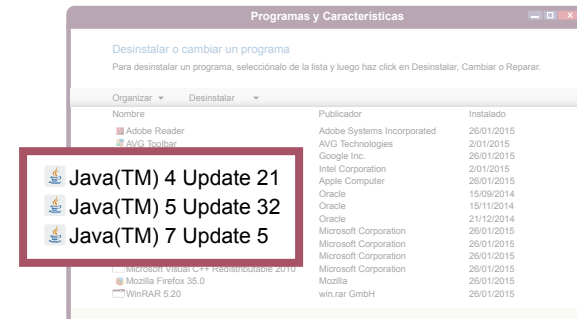 Programas y Características
Desinstalar o cambiar un programa
Para desinstalar un programa, selecciónalo de la lista y luego haz click en Desinstalar, Cambiar o Reparar.
Organizar Desinstalar
Nombre Publicador Instalado
Adobe Reader Adobe Systems Incorporated 26/01/2015
AVG Toolbar AVG Technologies 2/01/2015
Google Inc. 26/01/2015
Intel Corporation 2/01/2015
Java(TM) 4 Update 21
Apple Computer 26/01/2015
Oracle 15/09/2014
Java(TM) 5 Update 32
Oracle 15/11/2014
Oracle 21/12/2014
Java(TM) 7 Update 5
Microsoft Corporation 26/01/2015
Microsoft Corporation 26/01/2015
Microsoft Corporation 26/01/2015
Microsoft Visual C++ Redistributable 2010 Microsoft Corporation 26/01/2015
Mozilla Firefox 35.0 Mozilla 26/01/2015
WinRAR 5.20 win.rar GmbH 26/01/2015